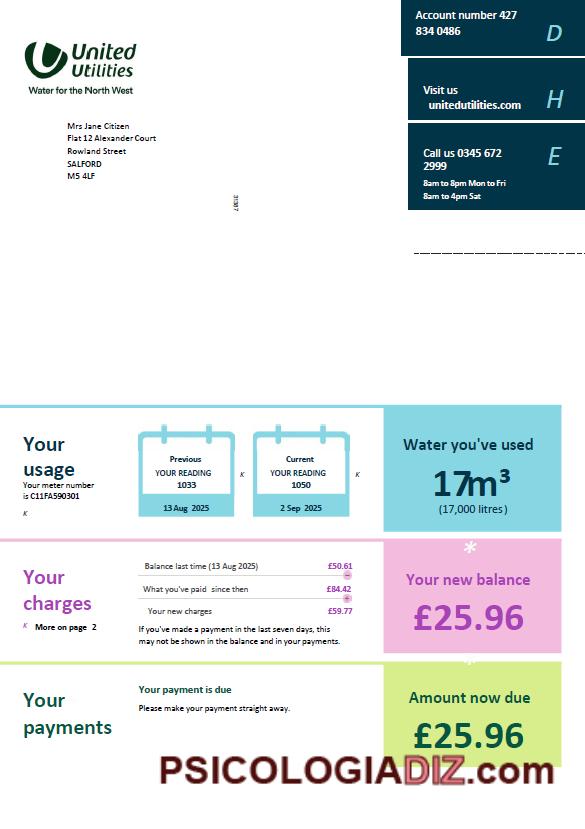 Account number 427
834 0486
D
United
Utilities
Water for the North West
Visit us
unitedutilities.com
H
Mrs Jane Citizen
Flat 12 Alexander Court
Rowland Street
SALFORD
M5 4LF
Call us 0345 672
2999
8am to 8pm Mon to Fri
8am to 4pm Sat
E
31387
Your
usage
Your meter number
is C11FA590301
K
Previous
YOUR READING
1033
13 Aug 2025
K
Current
YOUR READING
1050
2 Sep 2025
K
Water you've used
17m³
(17,000 litres)
Your
charges
K More on page 2
Balance last time (13 Aug 2025) £50.61
−
What you've paid since then £84.42
+
Your new charges £59.77
If you've made a payment in the last seven days, this
may not be shown in the balance and in your payments.
*
Your new balance
£25.96
Your
payments
Your payment is due
Please make your payment straight away.
Amount now due
£25.96
PSICOLOGIADIZ.com